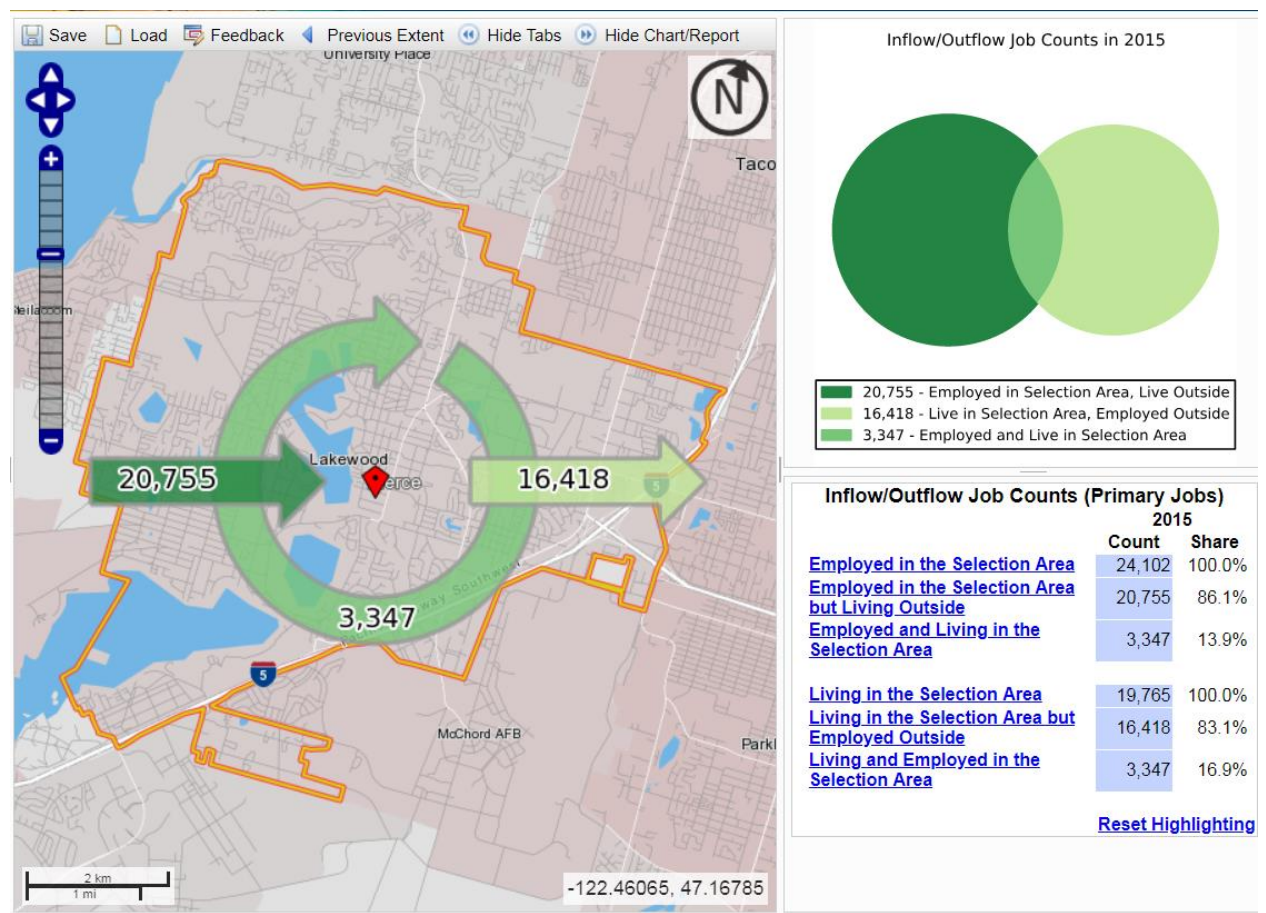 Save Load Feedback Previous Extent Hide Tabs Hide Chart/Report
University Place
N
Taco
Lakewood
erce
20,755
16,418
5
3,347
5
McChord AFB
Parkl
2 km
1 mi
-122.46065, 47.16785
Inflow/Outflow Job Counts in 2015
20,755 - Employed in Selection Area, Live Outside
16,418 - Live in Selection Area, Employed Outside
3,347 - Employed and Live in Selection Area
Inflow/Outflow Job Counts (Primary Jobs)
2015
Count Share
Employed in the Selection Area 24,102 100.0%
Employed in the Selection Area
but Living Outside 20,755 86.1%
Employed and Living in the
Selection Area 3,347 13.9%
Living in the Selection Area 19,765 100.0%
Living in the Selection Area but
Employed Outside 16,418 83.1%
Living and Employed in the
Selection Area 3,347 16.9%
Reset Highlighting